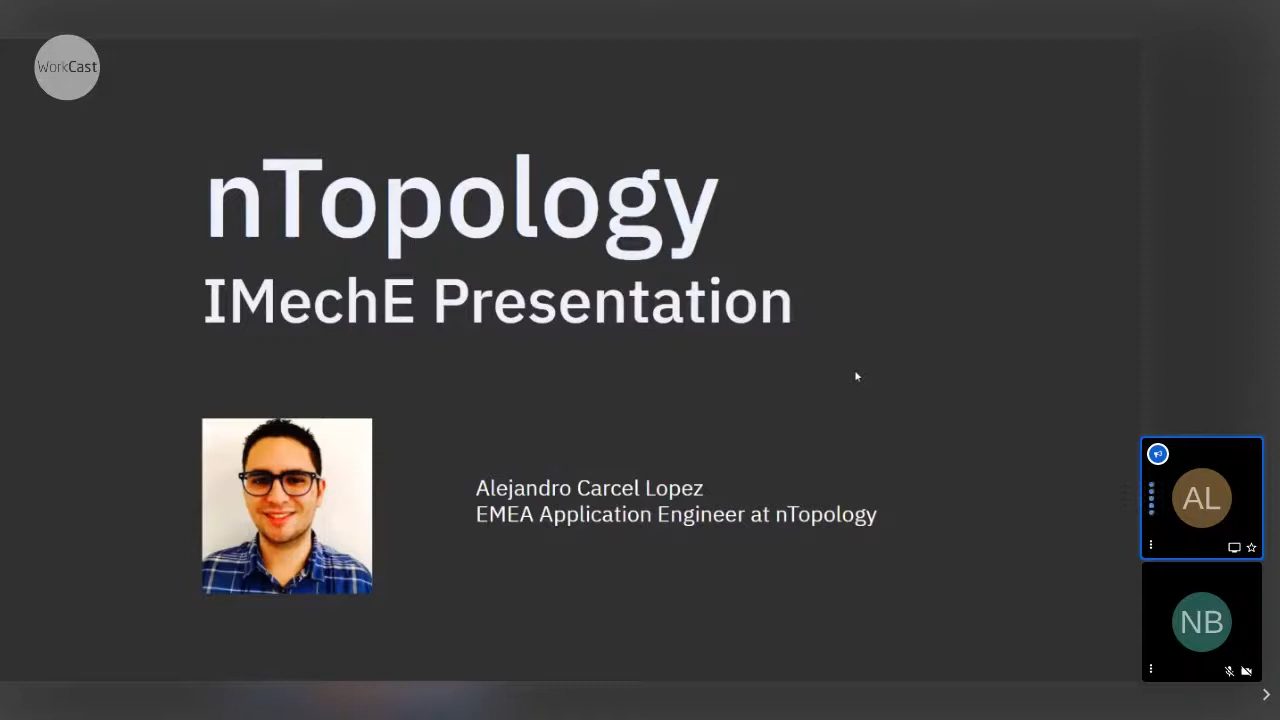 WorkCast
nTopology
IMechE Presentation
Alejandro Carcel Lopez
EMEA Application Engineer at nTopology
AL
NB